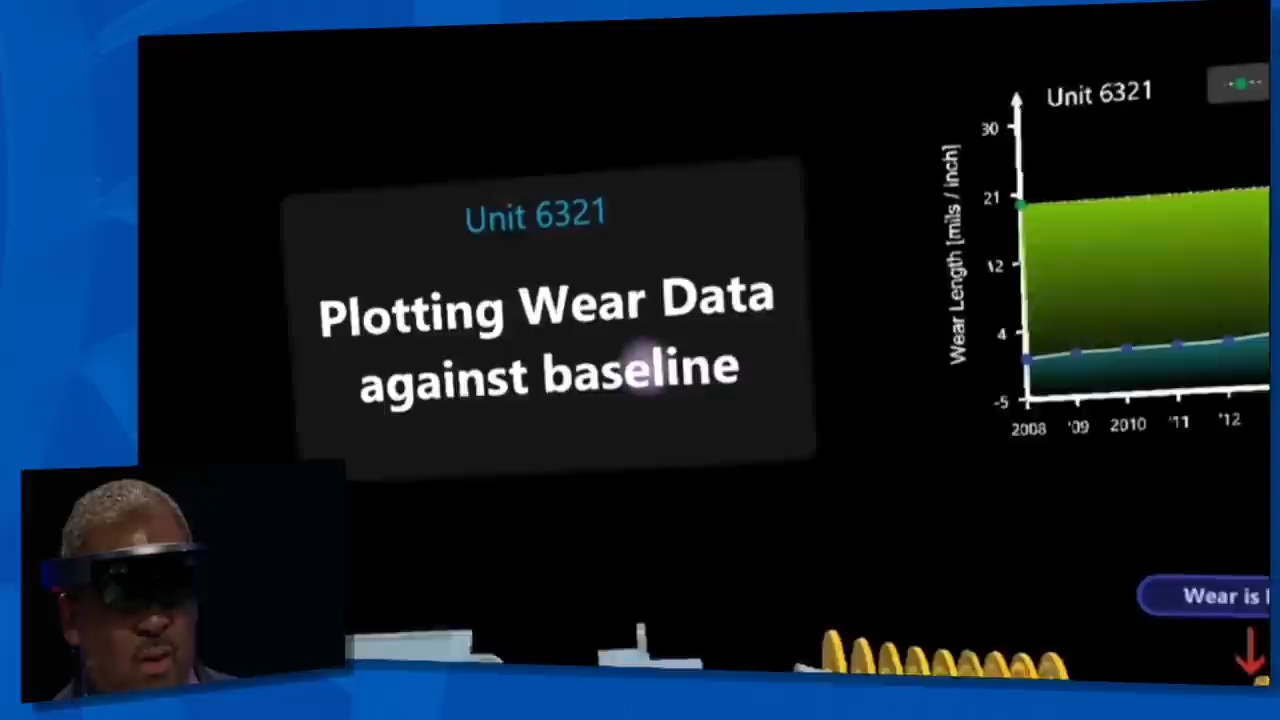 Unit 6321
Plotting Wear Data
against baseline
Unit 6321
Wear Length [mils / inch]
30
21
12
4
-5
2008 '09 2010 '11 '12
Wear is